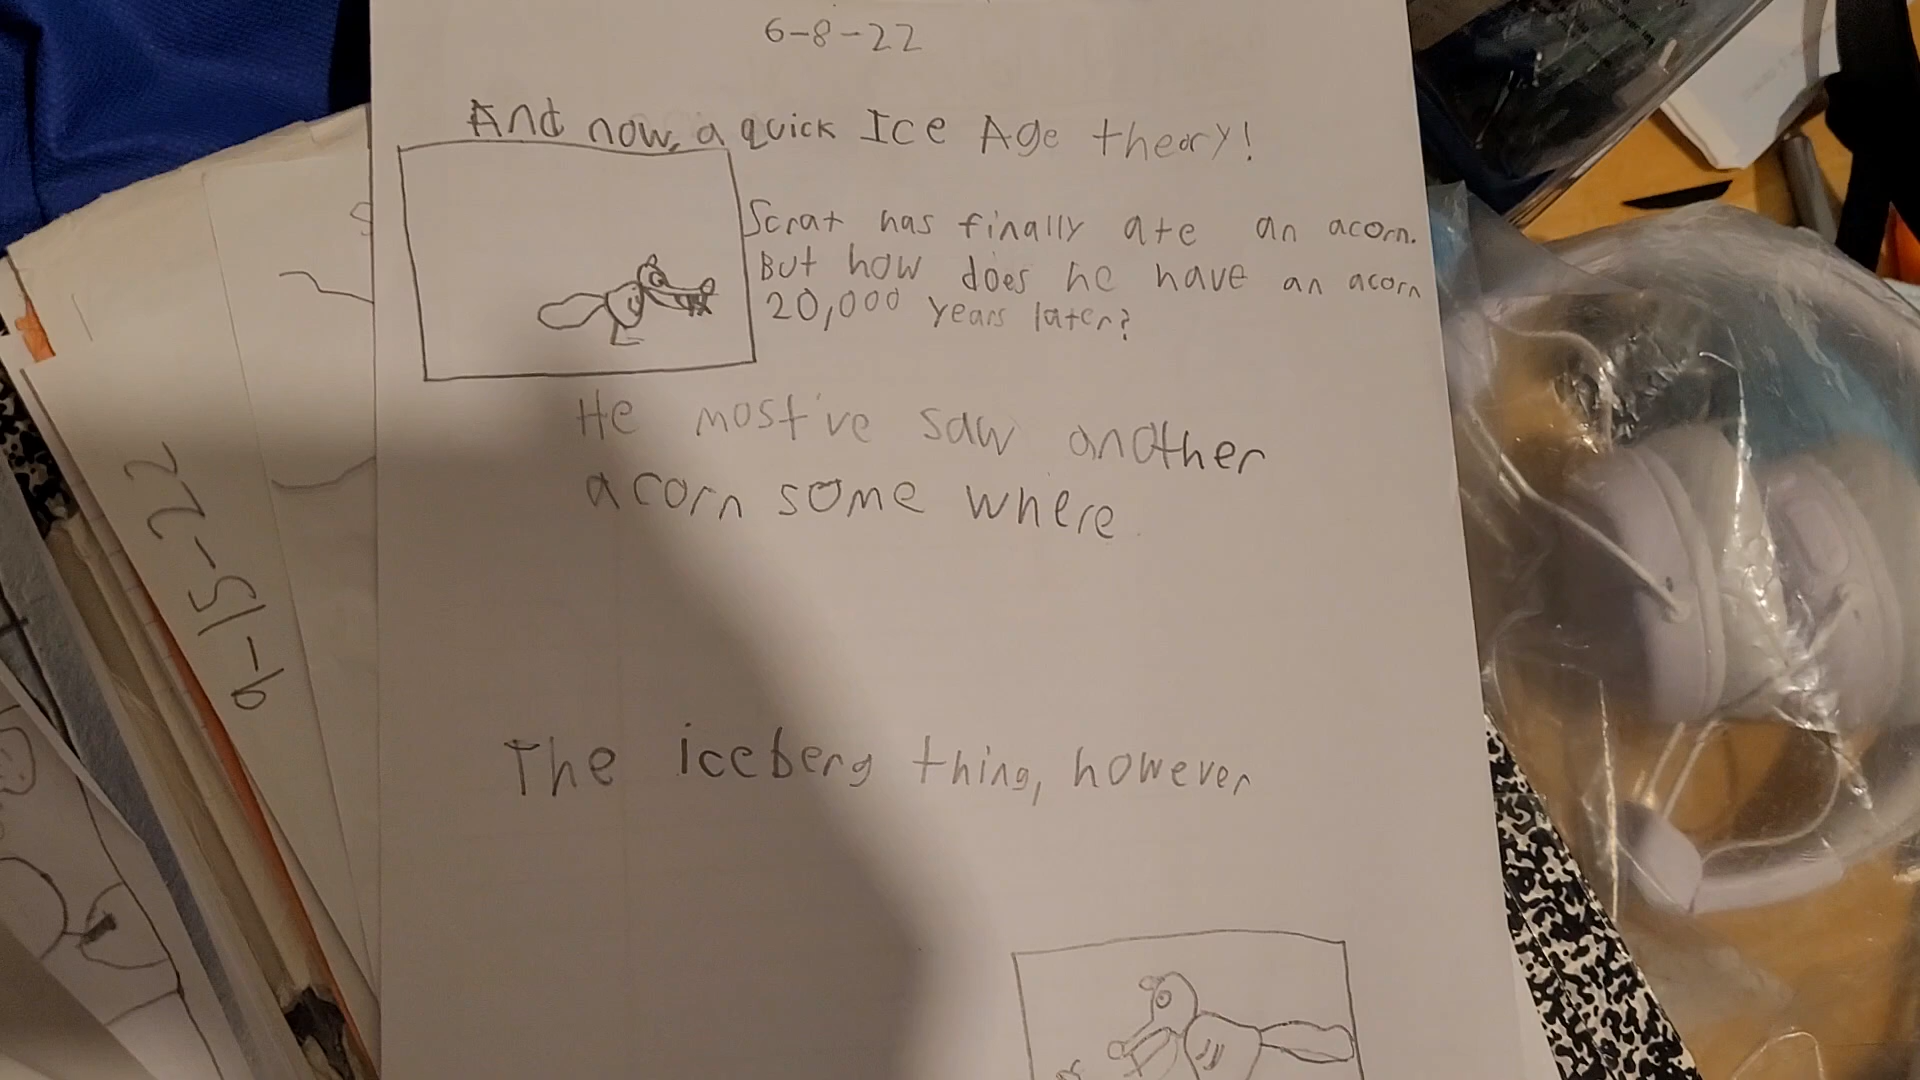 6-8-22
And now, a quick Ice Age theory!
Scrat has finally ate an acorn.
But how does he have an acorn
20,000 years later?
He most've saw another
acorn some where
The iceberg thing, however
9-15-22